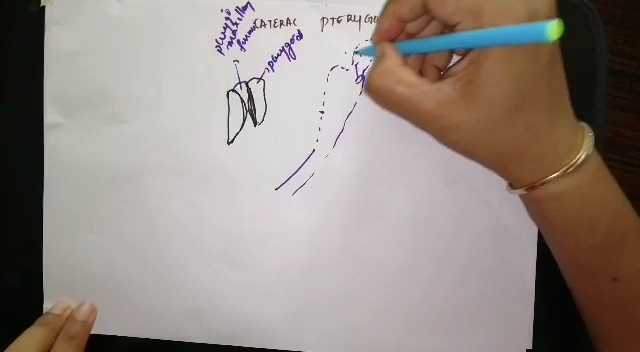 LATERAL PTERYGO
pterygo
maxillary
fissure
pterygoid